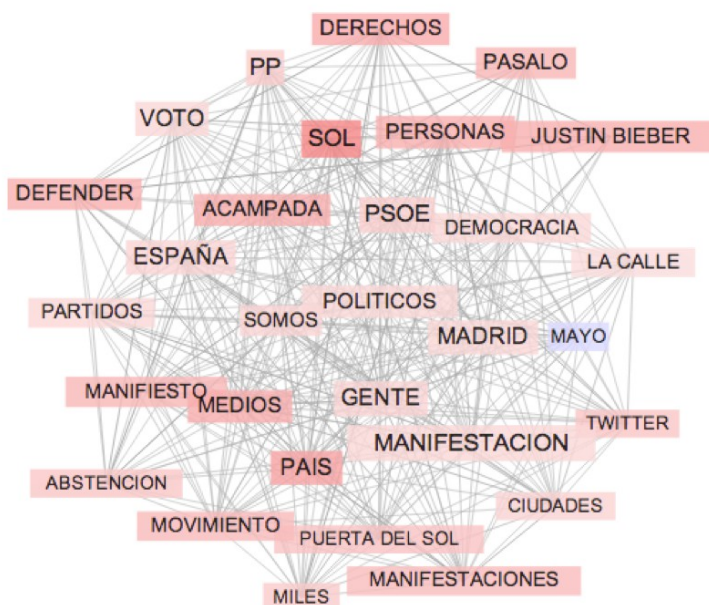 DERECHOS
PP
PASALO
VOTO
SOL
PERSONAS
JUSTIN BIEBER
DEFENDER
ACAMPADA
PSOE
DEMOCRACIA
ESPAÑA
LA CALLE
PARTIDOS
SOMOS
POLITICOS
MADRID
MAYO
MANIFIESTO
MEDIOS
GENTE
TWITTER
MANIFESTACION
PAIS
ABSTENCION
CIUDADES
MOVIMIENTO
PUERTA DEL SOL
MANIFESTACIONES
MILES